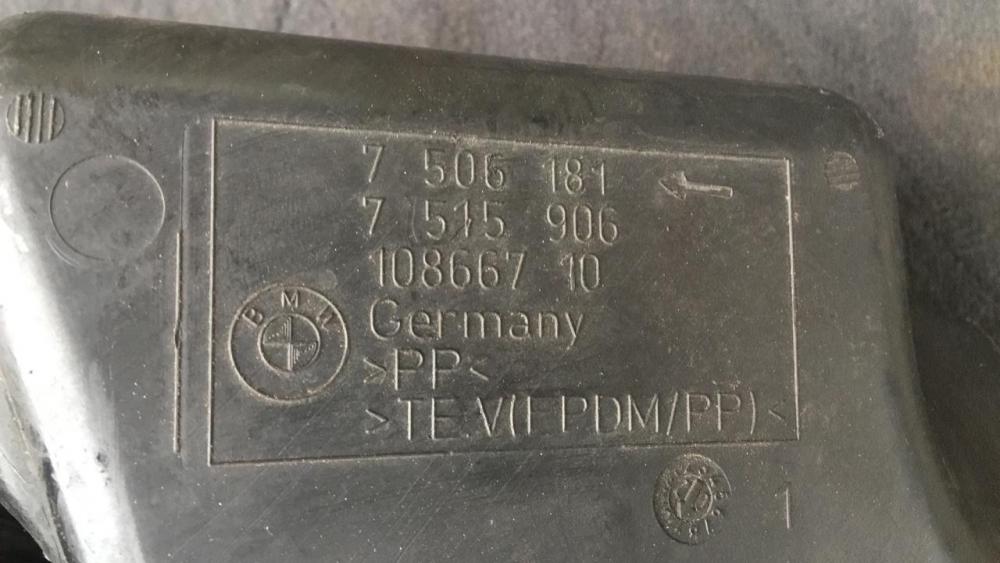 7 506 181
7 515 906
108667 10
BMW
Germany
>PP<
>TE.V(EPDM/PP)<
1